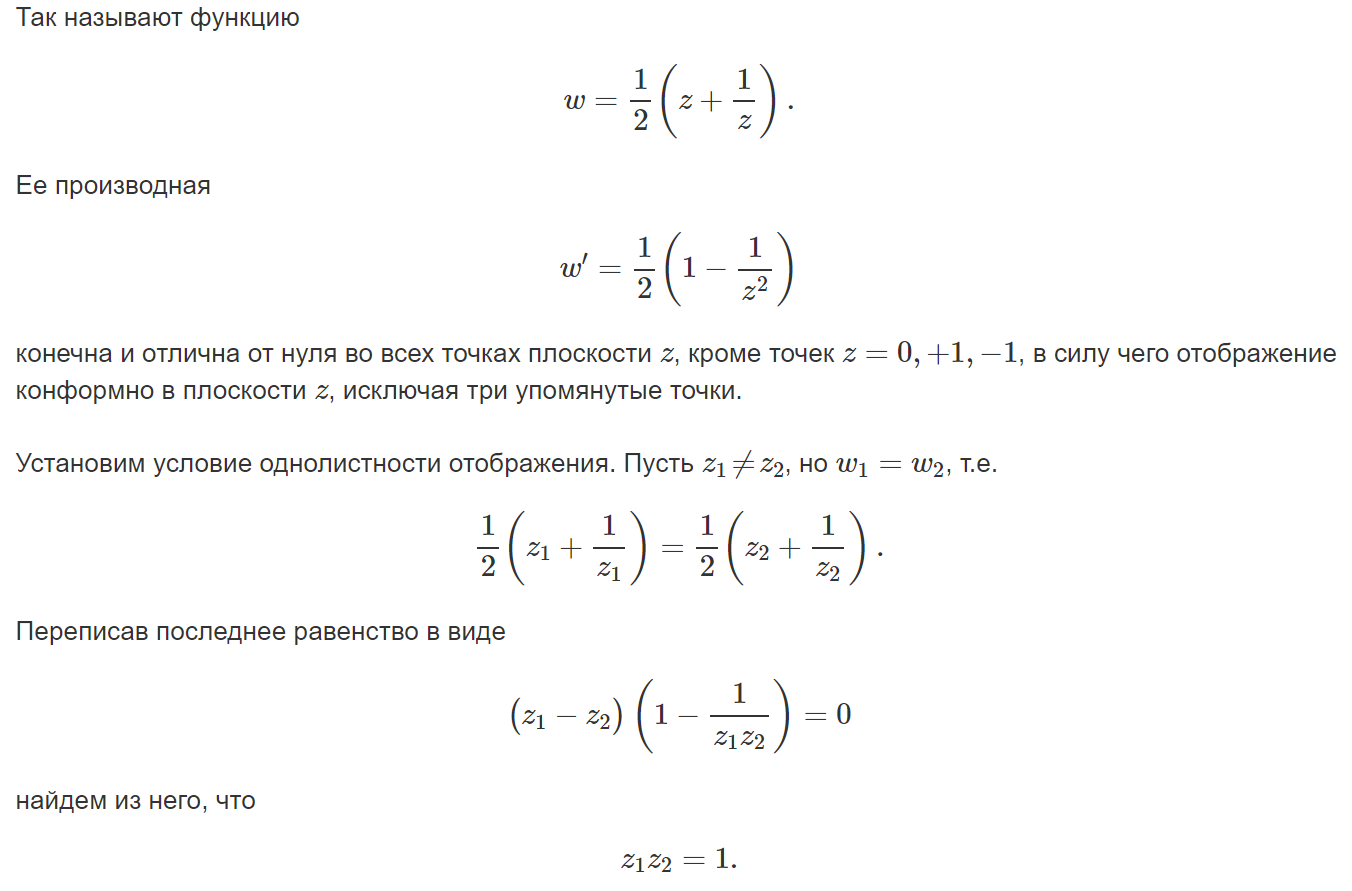 Так называют функцию
w = \frac{1}{2}\left(z + \frac{1}{z}\right).
Ее производная
w' = \frac{1}{2}\left(1 - \frac{1}{z^2}\right)
конечна и отлична от нуля во всех точках плоскости z, кроме точек z = 0, +1, −1, в силу чего отображение
конформно в плоскости z, исключая три упомянутые точки.
Установим условие однолистности отображения. Пусть z_1 ≠ z_2, но w_1 = w_2, т.е.
\frac{1}{2}\left(z_1 + \frac{1}{z_1}\right) = \frac{1}{2}\left(z_2 + \frac{1}{z_2}\right).
Переписав последнее равенство в виде
(z_1 − z_2)\left(1 − \frac{1}{z_1 z_2}\right) = 0
найдем из него, что
z_1 z_2 = 1.